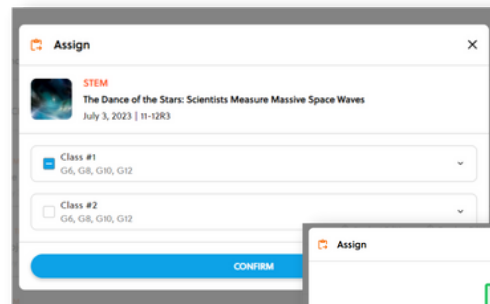 Assign
STEM
The Dance of the Stars: Scientists Measure Massive Space Waves
July 3, 2023 | 11-12R3
Class #1
G6, G8, G10, G12
Class #2
G6, G8, G10, G12
CONFIRM
Assign